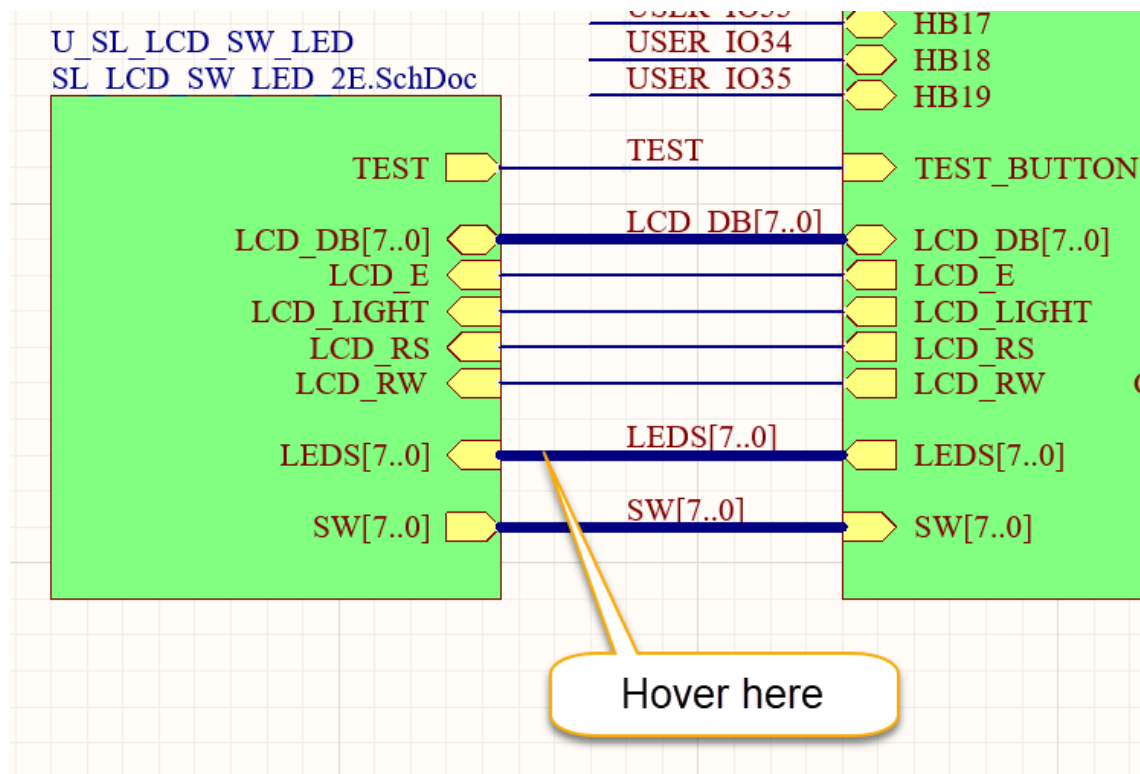 U_SL_LCD_SW_LED
SL_LCD_SW_LED_2E.SchDoc
HB17
USER_IO34
HB18
USER_IO35
HB19
TEST
TEST
TEST_BUTTON
LCD_DB[7..0]
LCD_DB[7..0]
LCD_DB[7..0]
LCD_E
LCD_E
LCD_LIGHT
LCD_LIGHT
LCD_RS
LCD_RS
LCD_RW
LCD_RW
LEDS[7..0]
LEDS[7..0]
LEDS[7..0]
SW[7..0]
SW[7..0]
SW[7..0]
Hover here